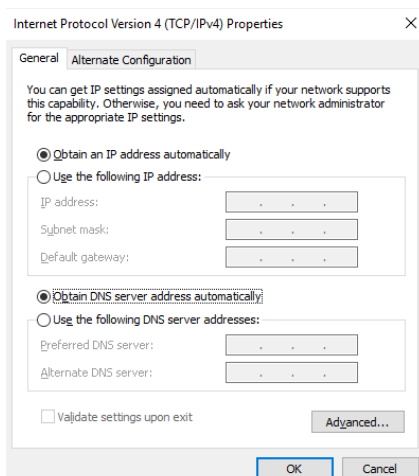 Internet Protocol Version 4 (TCP/IPv4) Properties
General
Alternate Configuration
You can get IP settings assigned automatically if your network supports
this capability. Otherwise, you need to ask your network administrator
for the appropriate IP settings.
Obtain an IP address automatically
Use the following IP address:
IP address:
Subnet mask:
Default gateway:
Obtain DNS server address automatically
Use the following DNS server addresses:
Preferred DNS server:
Alternate DNS server:
Validate settings upon exit
Advanced...
OK
Cancel